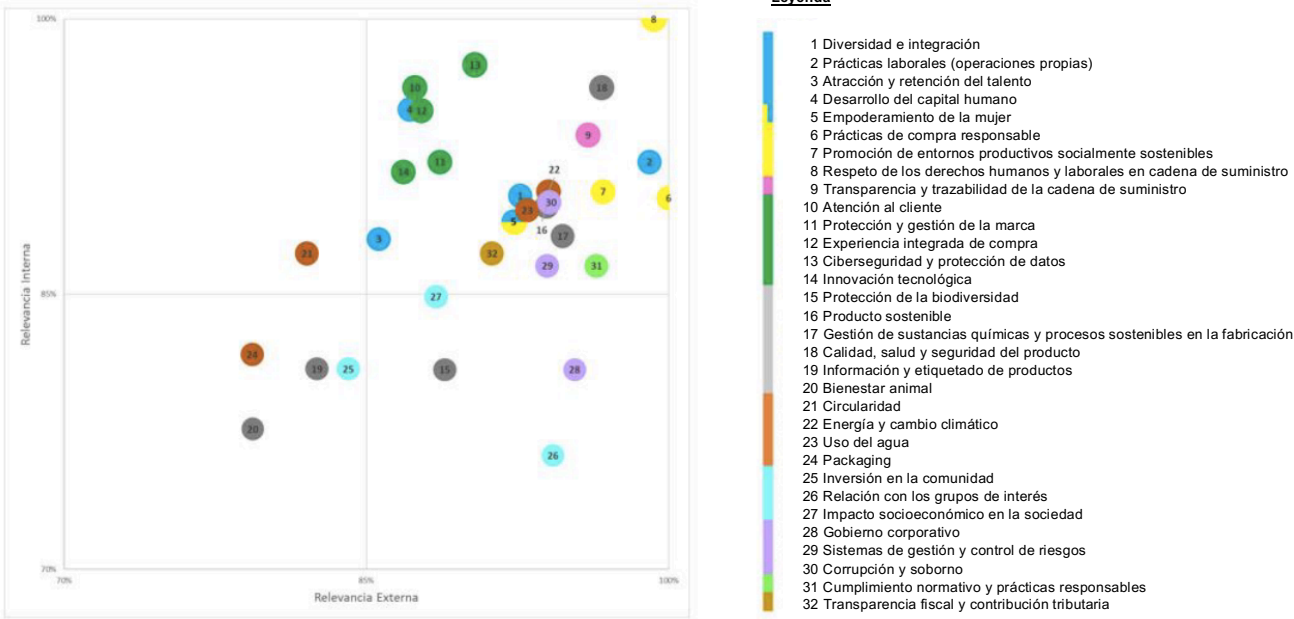 Leyenda
100%
8
13
10
18
4
12
9
14
11
2
22
1
30
7
6
23
5
16
17
3
21
32
29
31
85%
27
24
19
25
15
28
20
26
70%
70%
85%
100%
Relevancia Interna
Relevancia Externa
1 Diversidad e integración
2 Prácticas laborales (operaciones propias)
3 Atracción y retención del talento
4 Desarrollo del capital humano
5 Empoderamiento de la mujer
6 Prácticas de compra responsable
7 Promoción de entornos productivos socialmente sostenibles
8 Respeto de los derechos humanos y laborales en cadena de suministro
9 Transparencia y trazabilidad de la cadena de suministro
10 Atención al cliente
11 Protección y gestión de la marca
12 Experiencia integrada de compra
13 Ciberseguridad y protección de datos
14 Innovación tecnológica
15 Protección de la biodiversidad
16 Producto sostenible
17 Gestión de sustancias químicas y procesos sostenibles en la fabricación
18 Calidad, salud y seguridad del producto
19 Información y etiquetado de productos
20 Bienestar animal
21 Circularidad
22 Energía y cambio climático
23 Uso del agua
24 Packaging
25 Inversión en la comunidad
26 Relación con los grupos de interés
27 Impacto socioeconómico en la sociedad
28 Gobierno corporativo
29 Sistemas de gestión y control de riesgos
30 Corrupción y soborno
31 Cumplimiento normativo y prácticas responsables
32 Transparencia fiscal y contribución tributaria